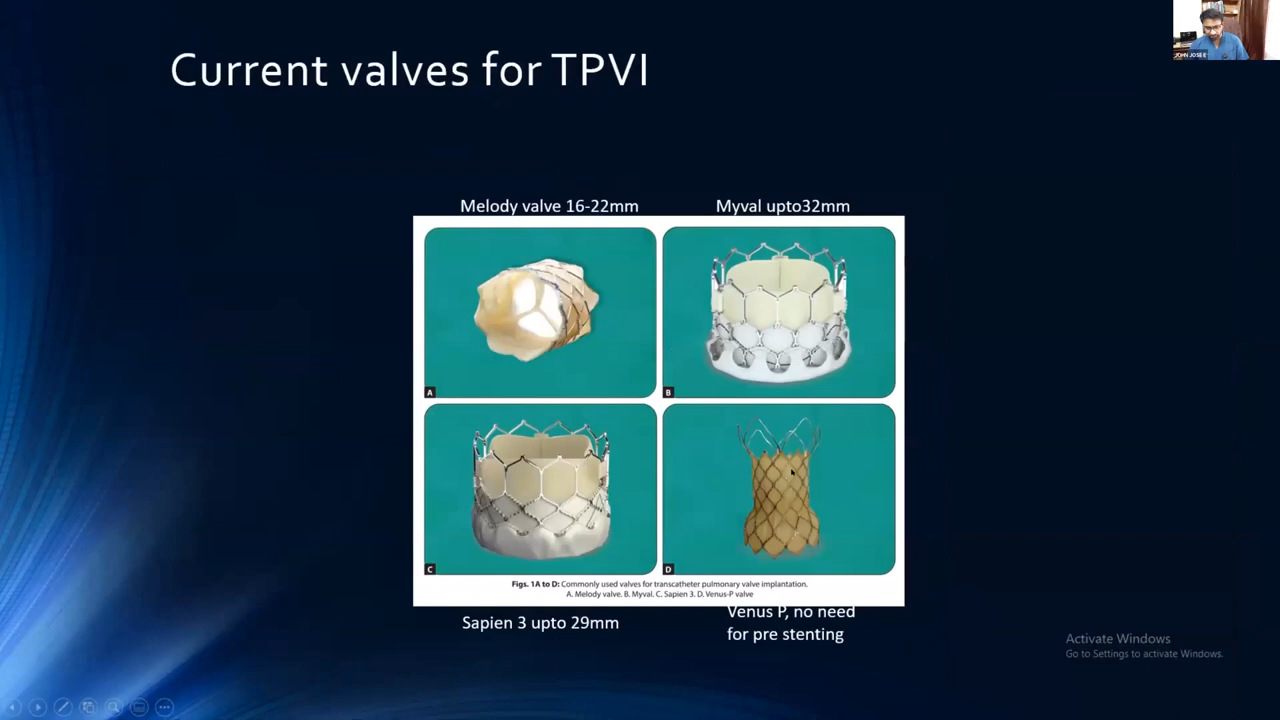 JOHN JOSE E
Current valves for TPVI
Melody valve 16-22mm
Myval upto32mm
A
B
C
D
Figs. 1A to D: Commonly used valves for transcatheter pulmonary valve implantation.
A. Melody valve. B. Myval. C. Sapien 3. D. Venus-P valve
Sapien 3 upto 29mm
Venus P, no need
for pre stenting
Activate Windows
Go to Settings to activate Windows.